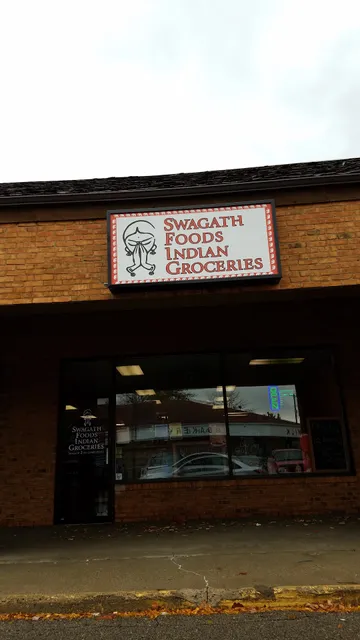 SWAGATH
FOODS
INDIAN
GROCERIES
SWAGATH
FOODS
INDIAN
GROCERIES